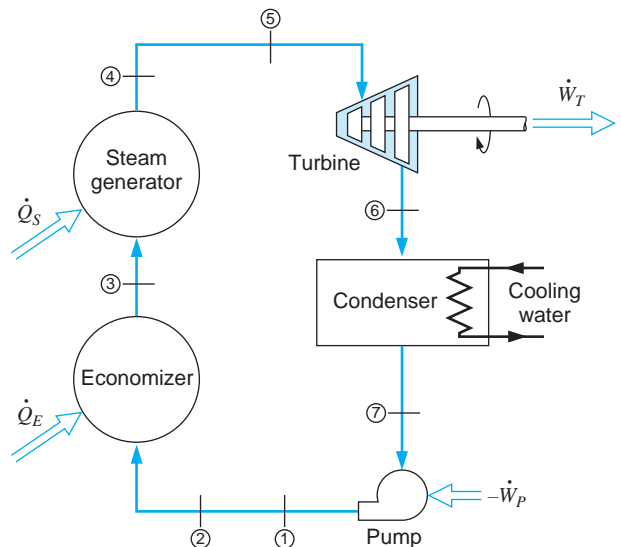 ⑤
④
Ẇ_T
Steam
generator
Turbine
Q̇_S
⑥
③
Condenser
Cooling
water
Economizer
Q̇_E
⑦
–Ẇ_P
②
①
Pump